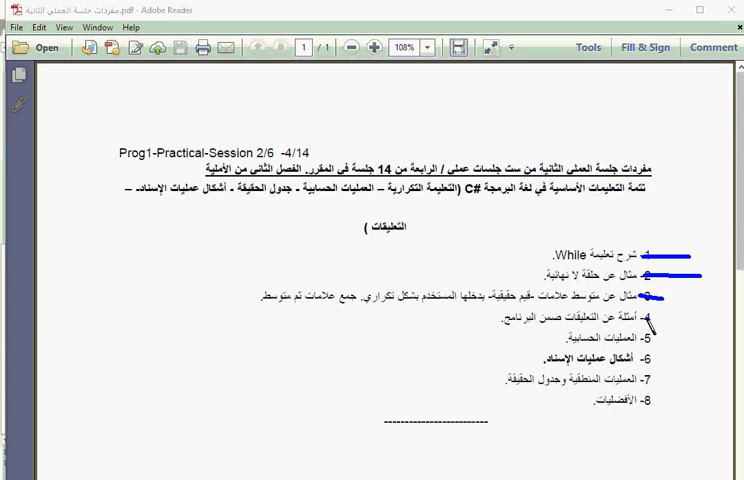 مفردات جلسة العملي الثانية.pdf - Adobe Reader
File Edit View Window Help
Open 1 / 1 108% Tools Fill & Sign Comment
Prog1-Practical-Session 2/6 -4/14
مفردات جلسة العملي الثانية من ست جلسات عملي / الرابعة من 14 جلسة في المقرر. الفصل الثاني من الأملية
تتمة التعليمات الأساسية في لغة البرمجة C# (التعليمة التكرارية – العمليات الحسابية - جدول الحقيقة - أشكال عمليات الإسناد- –
التعليقات )
1- شرح تعليمة While.
2- مثال عن حلقة لا نهائية.
3- مثال عن متوسط علامات -قيم حقيقية- يدخلها المستخدم بشكل تكراري. جمع علامات ثم متوسط.
4- أمثلة عن التعليقات ضمن البرنامج.
5- العمليات الحسابية.
6- أشكال عمليات الإسناد.
7- العمليات المنطقية وجدول الحقيقة.
8- الأفضليات.
-------------------------